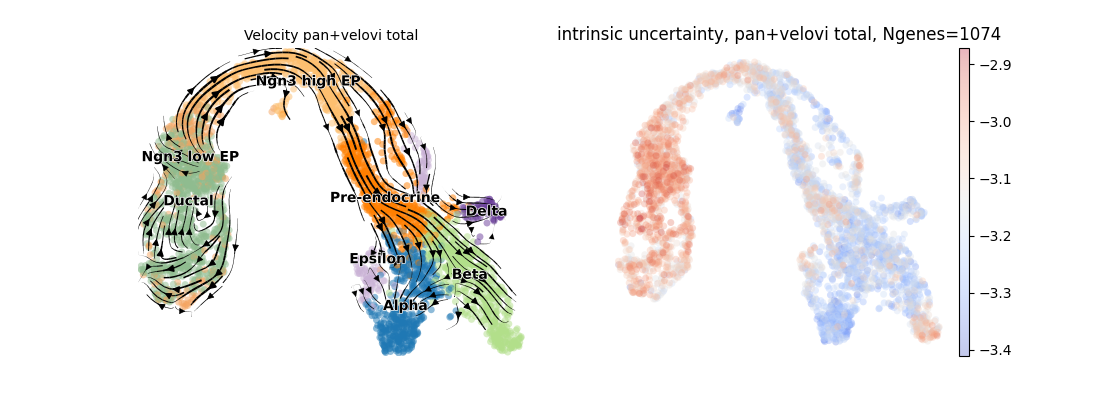 Velocity pan+velovi total
Ngn3 high EP
Ngn3 low EP
Ductal
Pre-endocrine
Delta
Epsilon
Beta
Alpha
intrinsic uncertainty, pan+velovi total, Ngenes=1074
−2.9
−3.0
−3.1
−3.2
−3.3
−3.4